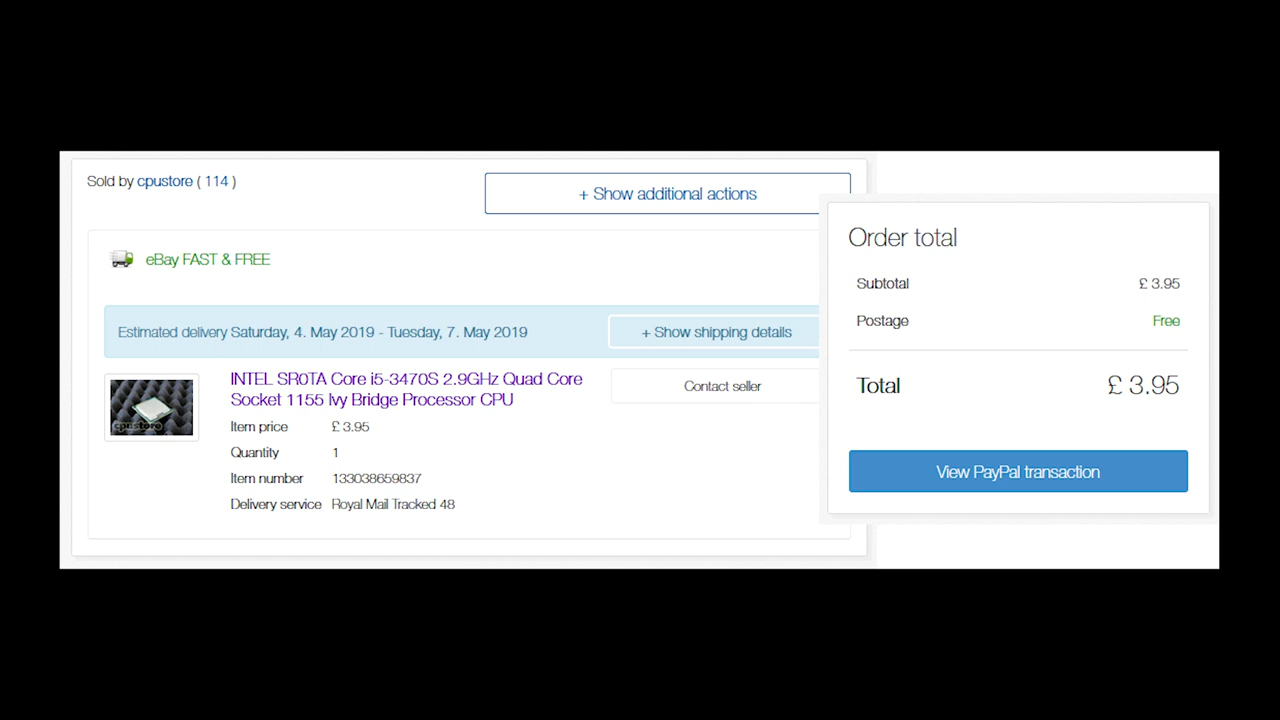 Sold by cpustore ( 114 )
+ Show additional actions
eBay FAST & FREE
Estimated delivery Saturday, 4. May 2019 - Tuesday, 7. May 2019
+ Show shipping details
INTEL SR0TA Core i5-3470S 2.9GHz Quad Core
Socket 1155 Ivy Bridge Processor CPU
Contact seller
cpustore
Item price £ 3.95
Quantity 1
Item number 133038659837
Delivery service Royal Mail Tracked 48
Order total
Subtotal £ 3.95
Postage Free
Total £ 3.95
View PayPal transaction